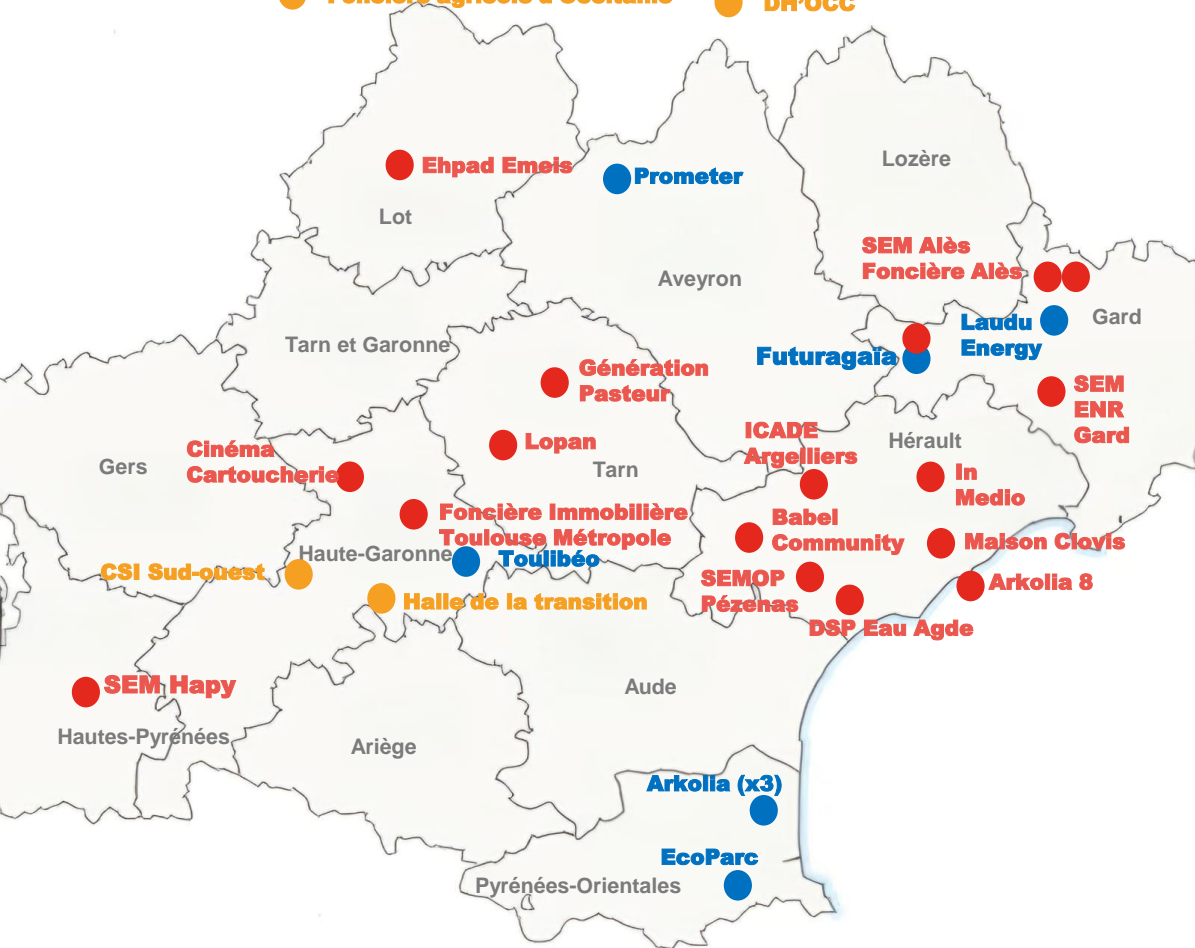 Foncière agricole d'Occitanie
DH'OCC
Ehpad Emeis
Prometer
Lozère
Lot
SEM Alès
Foncière Alès
Aveyron
Gard
Laudu
Energy
Tarn et Garonne
Futuragaïa
Génération
Pasteur
SEM
ENR
Gard
ICADE
Argelliers
Hérault
Lopan
Cinéma
Cartoucherie
Gers
Tarn
In
Medio
Foncière Immobilière
Toulouse Métropole
Babel
Community
Maison Clovis
Haute-Garonne
Toulibéo
CSI Sud-ouest
SEMOP
Pézenas
Arkolia 8
Halle de la transition
DSP Eau Agde
SEM Hapy
Aude
Hautes-Pyrénées
Ariège
Arkolia (x3)
EcoParc
Pyrénées-Orientales